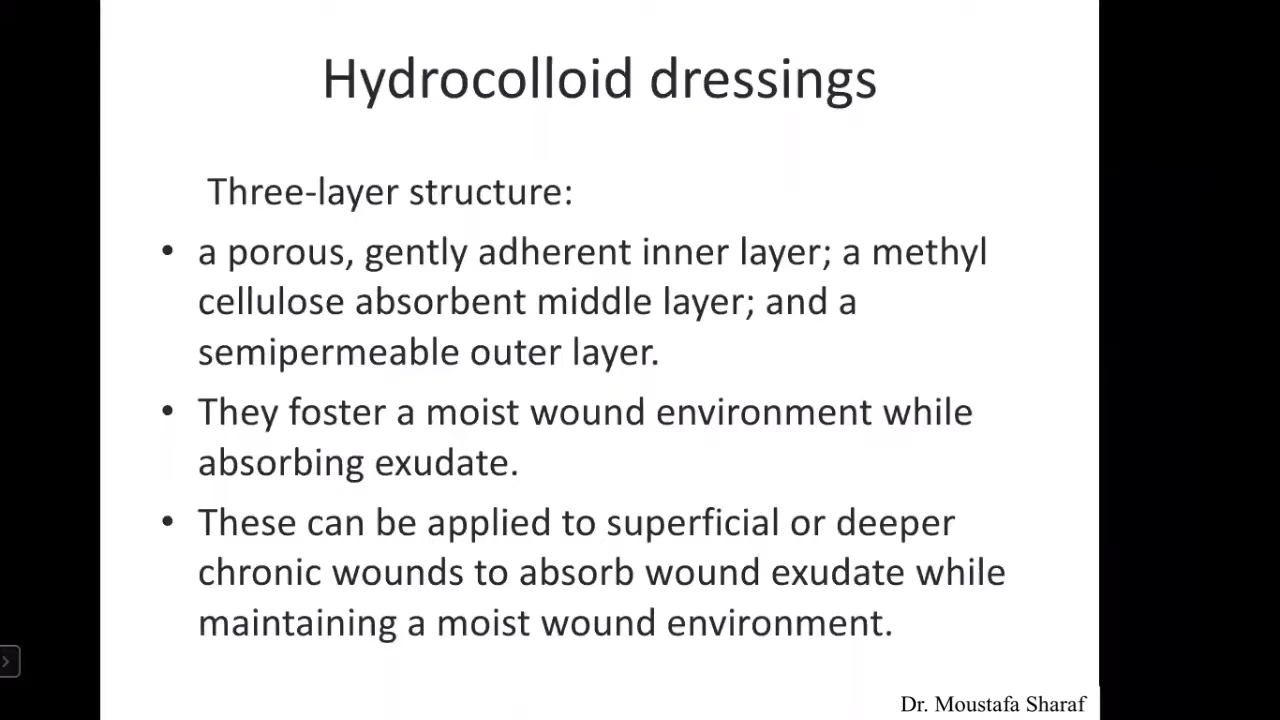 Hydrocolloid dressings
Three-layer structure:
• a porous, gently adherent inner layer; a methyl
cellulose absorbent middle layer; and a
semipermeable outer layer.
• They foster a moist wound environment while
absorbing exudate.
• These can be applied to superficial or deeper
chronic wounds to absorb wound exudate while
maintaining a moist wound environment.
Dr. Moustafa Sharaf